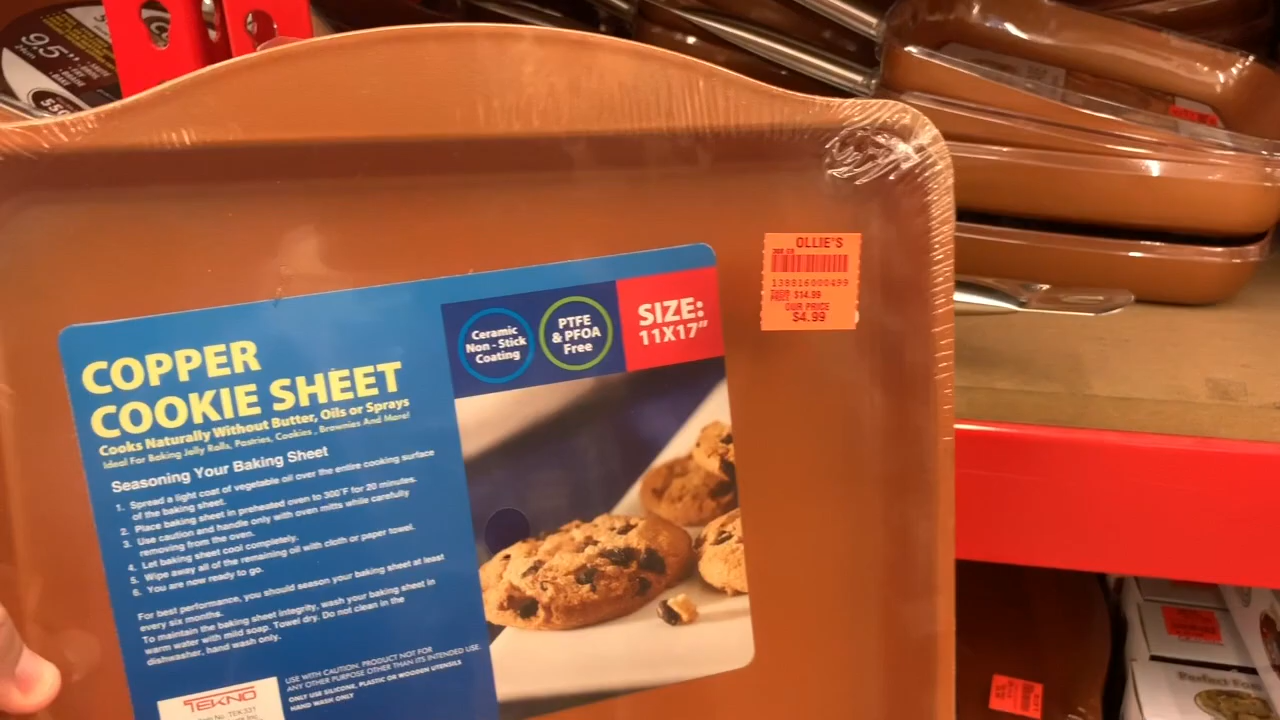 9.5"
OLLIE'S
139816000499
THEIR PRICE $14.99
OUR PRICE
$4.99
SIZE:
11X17"
PTFE
& PFOA
Free
Ceramic
Non - Stick
Coating
COPPER
COOKIE SHEET
Cooks Naturally Without Butter, Oils or Sprays
Ideal For Baking Jelly Rolls, Pastries, Cookies , Brownies And More!
Seasoning Your Baking Sheet
1. Spread a light coat of vegetable oil over the entire cooking surface
of the baking sheet.
2. Place baking sheet in preheated oven to 300°F for 20 minutes.
3. Use caution and handle only with oven mitts while carefully
removing from the oven.
4. Let baking sheet cool completely.
5. Wipe away all of the remaining oil with cloth or paper towel.
6. You are now ready to go.
For best performance, you should season your baking sheet at least
every six months.
To maintain the baking sheet integrity, wash your baking sheet in
warm water with mild soap. Towel dry. Do not clean in the
dishwasher, hand wash only.
USE WITH CAUTION. PRODUCT NOT FOR
ANY OTHER PURPOSE OTHER THAN ITS INTENDED USE.
ONLY USE SILICONE, PLASTIC OR WOODEN UTENSILS
HAND WASH ONLY
TEKNO
No: TEK331
Perfect